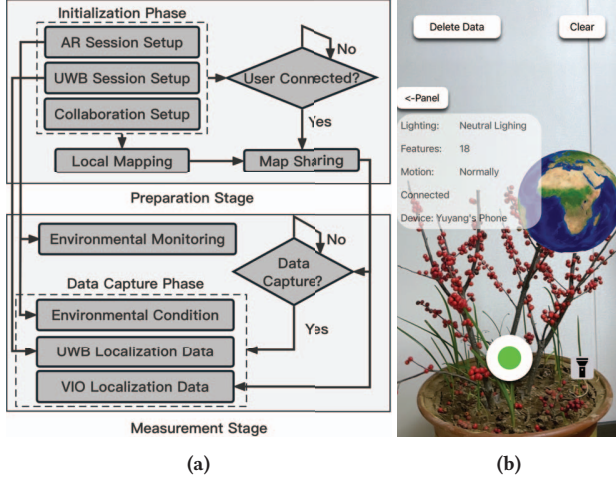 Initialization Phase
AR Session Setup
UWB Session Setup
Collaboration Setup
No
User Connected?
Yes
Local Mapping
Map Sharing
Preparation Stage
Environmental Monitoring
No
Data
Capture?
Data Capture Phase
Yes
Environmental Condition
UWB Localization Data
VIO Localization Data
Measurement Stage
(a)
Delete Data
Clear
<-Panel
Lighting: Neutral Lighing
Features: 18
Motion: Normally
Connected
Device: Yuyang's Phone
(b)